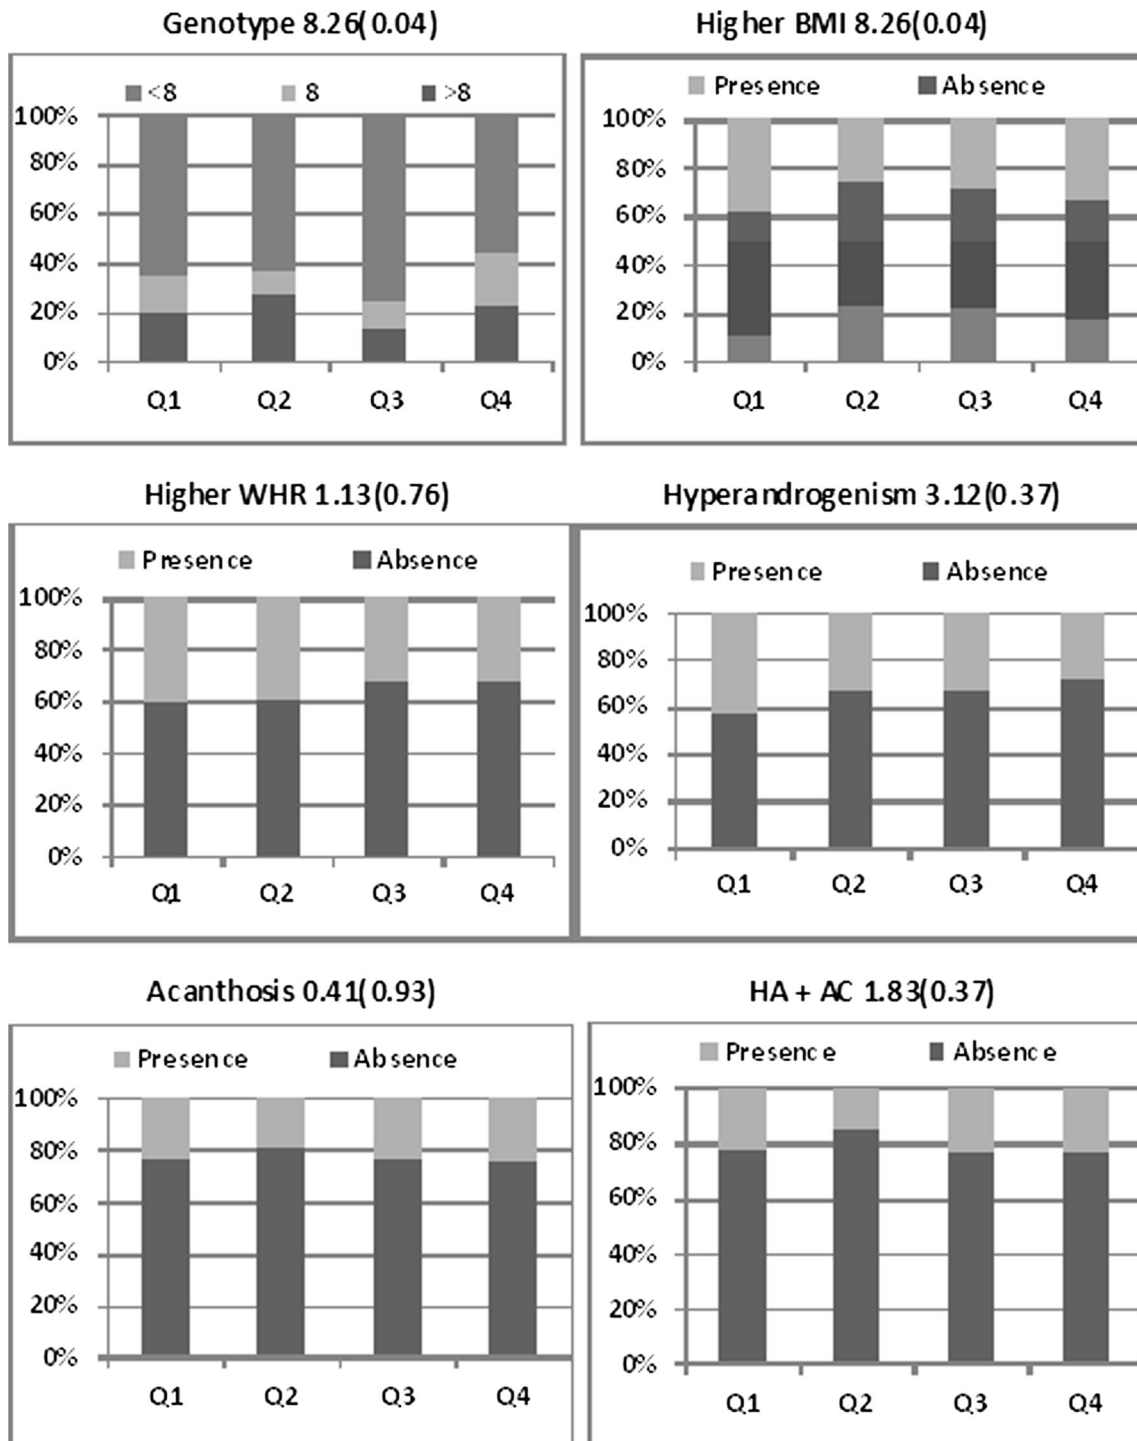 Genotype 8.26(0.04)
<8 8 >8
100%
80%
60%
40%
20%
0%
Q1 Q2 Q3 Q4
Higher BMI 8.26(0.04)
Presence Absence
100%
80%
60%
40%
20%
0%
Q1 Q2 Q3 Q4
Higher WHR 1.13(0.76)
Presence Absence
100%
80%
60%
40%
20%
0%
Q1 Q2 Q3 Q4
Hyperandrogenism 3.12(0.37)
Presence Absence
100%
80%
60%
40%
20%
0%
Q1 Q2 Q3 Q4
Acanthosis 0.41(0.93)
Presence Absence
100%
80%
60%
40%
20%
0%
Q1 Q2 Q3 Q4
HA + AC 1.83(0.37)
Presence Absence
100%
80%
60%
40%
20%
0%
Q1 Q2 Q3 Q4